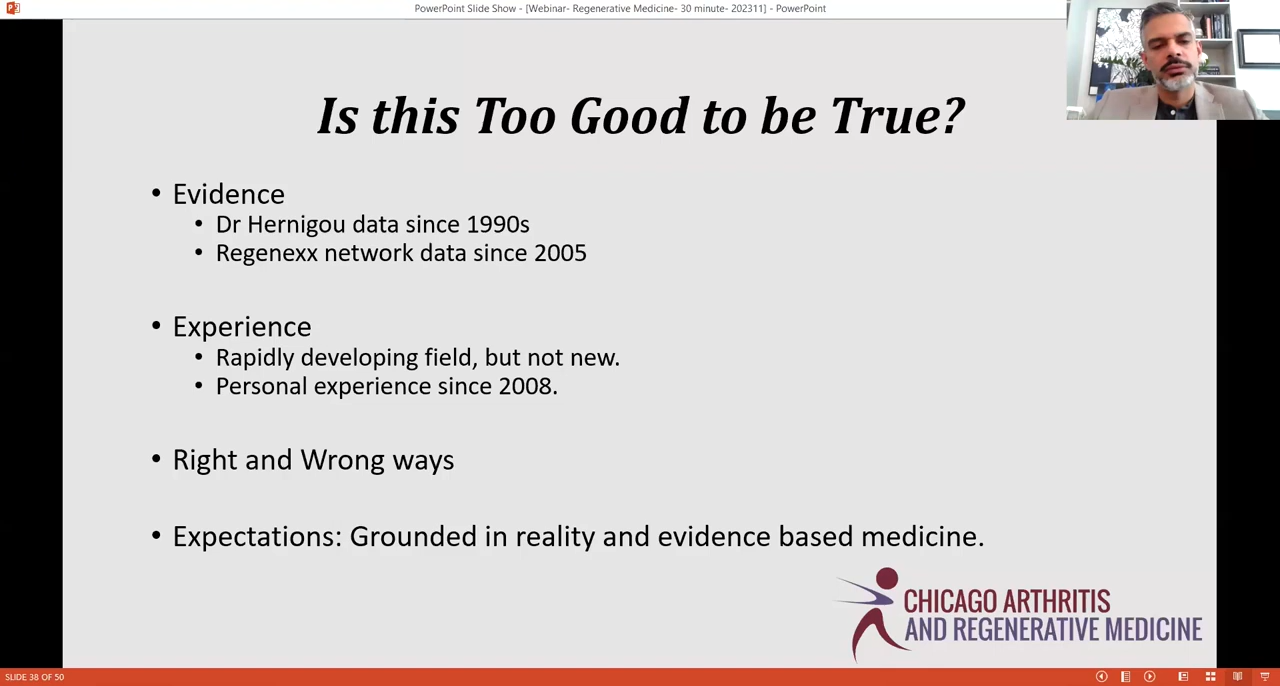 PowerPoint Slide Show - [Webinar- Regenerative Medicine- 30 minute- 202311] - PowerPoint
Is this Too Good to be True?
• Evidence
• Dr Hernigou data since 1990s
• Regenexx network data since 2005
• Experience
• Rapidly developing field, but not new.
• Personal experience since 2008.
• Right and Wrong ways
• Expectations: Grounded in reality and evidence based medicine.
CHICAGO ARTHRITIS
AND REGENERATIVE MEDICINE
SLIDE 38 OF 50